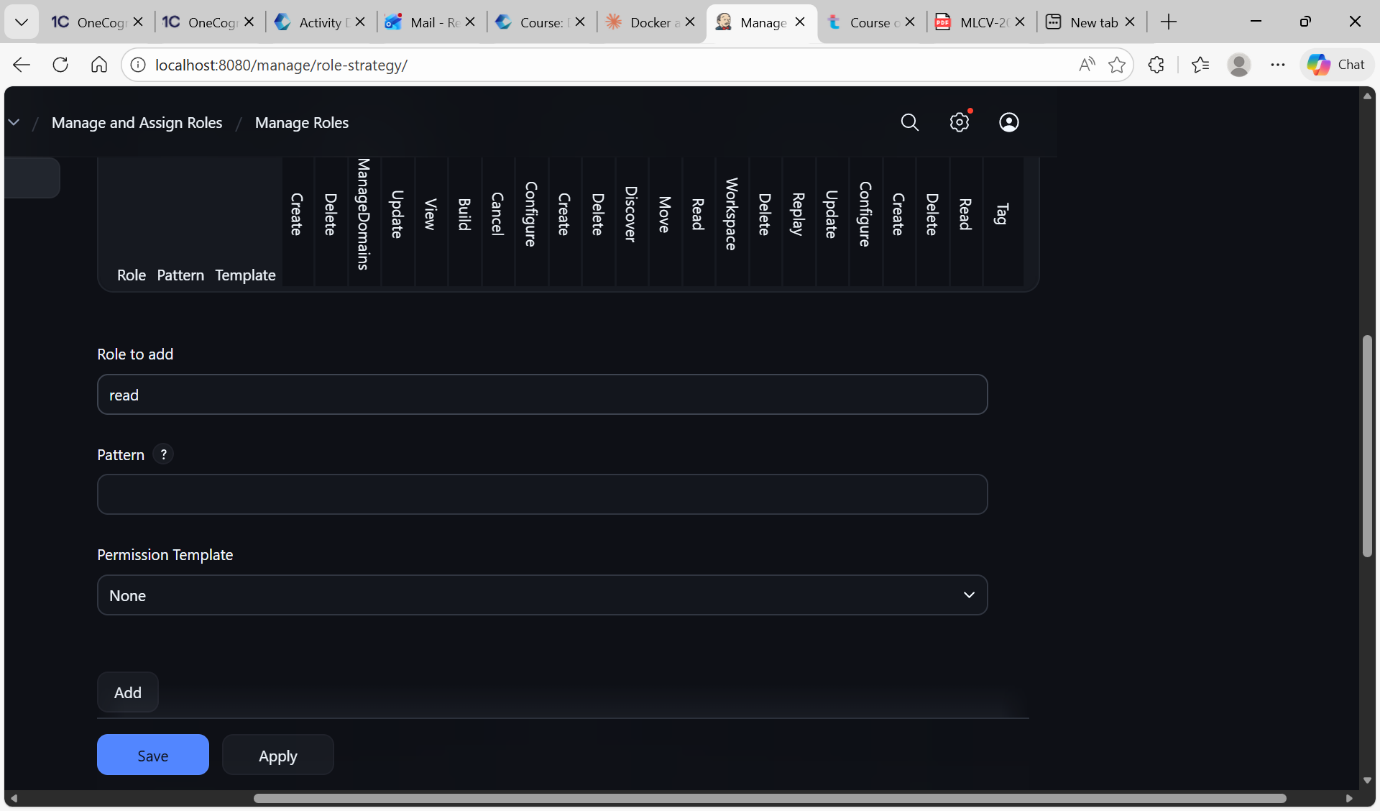 1C OneCog
1C OneCog
Activity D
Mail - Re
Course: D
Docker a
Manage
Course o
MLCV-20
New tab
localhost:8080/manage/role-strategy/
Chat
/ Manage and Assign Roles / Manage Roles
Create Delete ManageDomains Update View Build Cancel Configure Create Delete Discover Move Read Workspace Delete Replay Update Configure Create Delete Read Tag
Role Pattern Template
Role to add
read
Pattern ?
Permission Template
None
Add
Save Apply